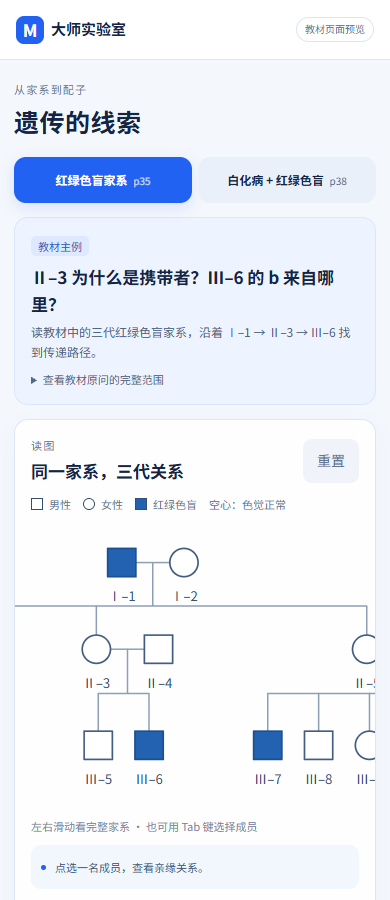 M 大师实验室
教材页面预览
从家系到配子
遗传的线索
红绿色盲家系 p35
白化病 + 红绿色盲 p38
教材主例
Ⅱ–3 为什么是携带者？Ⅲ–6 的 b 来自哪
里？
读教材中的三代红绿色盲家系，沿着 Ⅰ–1 → Ⅱ–3 → Ⅲ–6 找
到传递路径。
▶ 查看教材原问的完整范围
读图
同一家系，三代关系
重置
男性 女性 红绿色盲 空心：色觉正常
Ⅰ–1 Ⅰ–2
Ⅱ–3 Ⅱ–4 Ⅱ–5
Ⅲ–5 Ⅲ–6 Ⅲ–7 Ⅲ–8 Ⅲ–
左右滑动看完整家系 · 也可用 Tab 键选择成员
点选一名成员，查看亲缘关系。